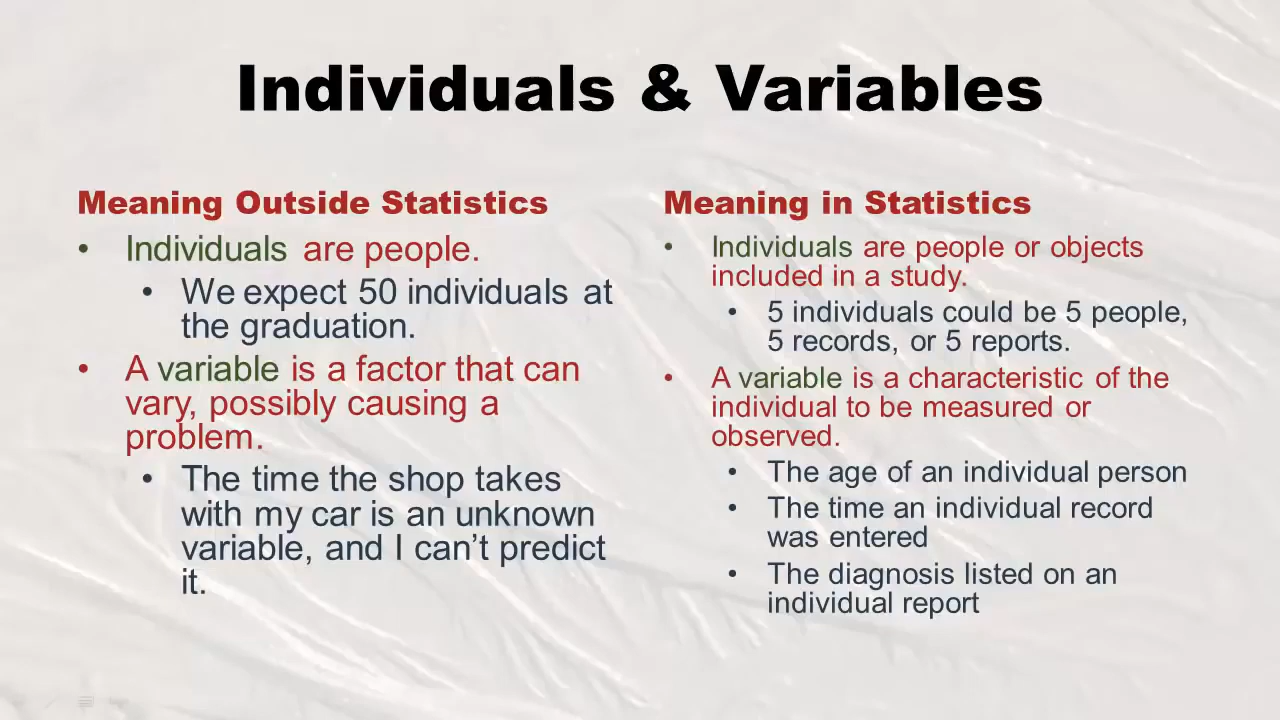 Individuals & Variables
Meaning Outside Statistics
• Individuals are people.
• We expect 50 individuals at
the graduation.
• A variable is a factor that can
vary, possibly causing a
problem.
• The time the shop takes
with my car is an unknown
variable, and I can’t predict
it.
Meaning in Statistics
• Individuals are people or objects
included in a study.
• 5 individuals could be 5 people,
5 records, or 5 reports.
• A variable is a characteristic of the
individual to be measured or
observed.
• The age of an individual person
• The time an individual record
was entered
• The diagnosis listed on an
individual report